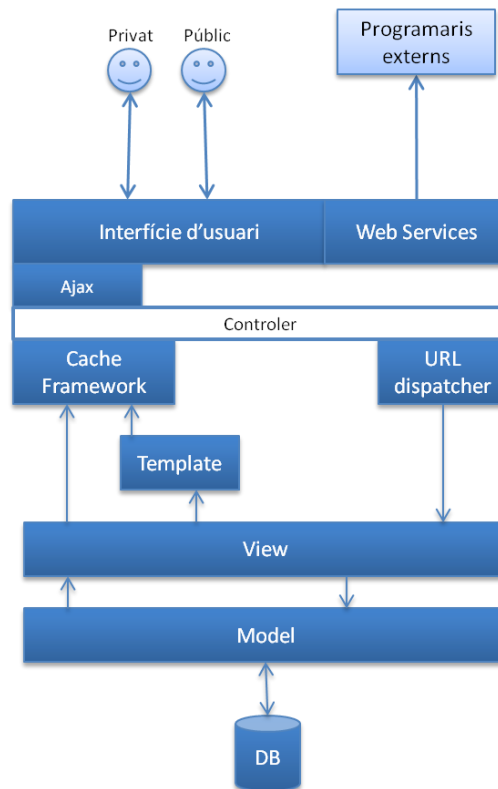 Privat
Públic
Programaris
externs
Interfície d'usuari
Web Services
Ajax
Controler
Cache
Framework
URL
dispatcher
Template
View
Model
DB